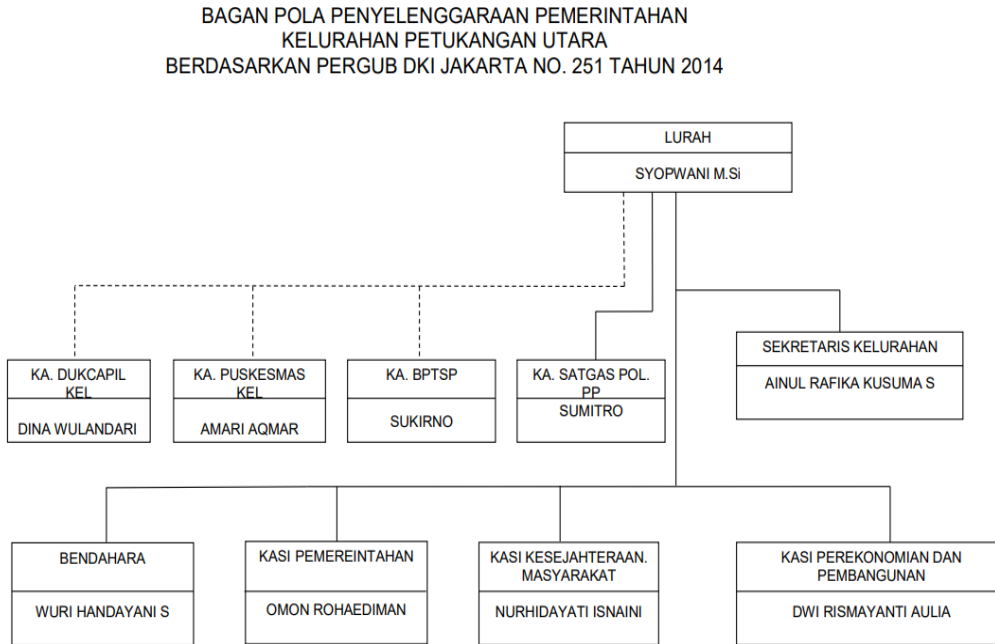 BAGAN POLA PENYELENGGARAAN PEMERINTAHAN
KELURAHAN PETUKANGAN UTARA
BERDASARKAN PERGUB DKI JAKARTA NO. 251 TAHUN 2014
LURAH
SYOPWANI M.Si
SEKRETARIS KELURAHAN
AINUL RAFIKA KUSUMA S
KA. DUKCAPIL
KEL
DINA WULANDARI
KA. PUSKESMAS
KEL
AMARI AQMAR
KA. BPTSP
SUKIRNO
KA. SATGAS POL.
PP
SUMITRO
BENDAHARA
WURI HANDAYANI S
KASI PEMEREINTAHAN
OMON ROHAEDIMAN
KASI KESEJAHTERAAN.
MASYARAKAT
NURHIDAYATI ISNAINI
KASI PEREKONOMIAN DAN
PEMBANGUNAN
DWI RISMAYANTI AULIA